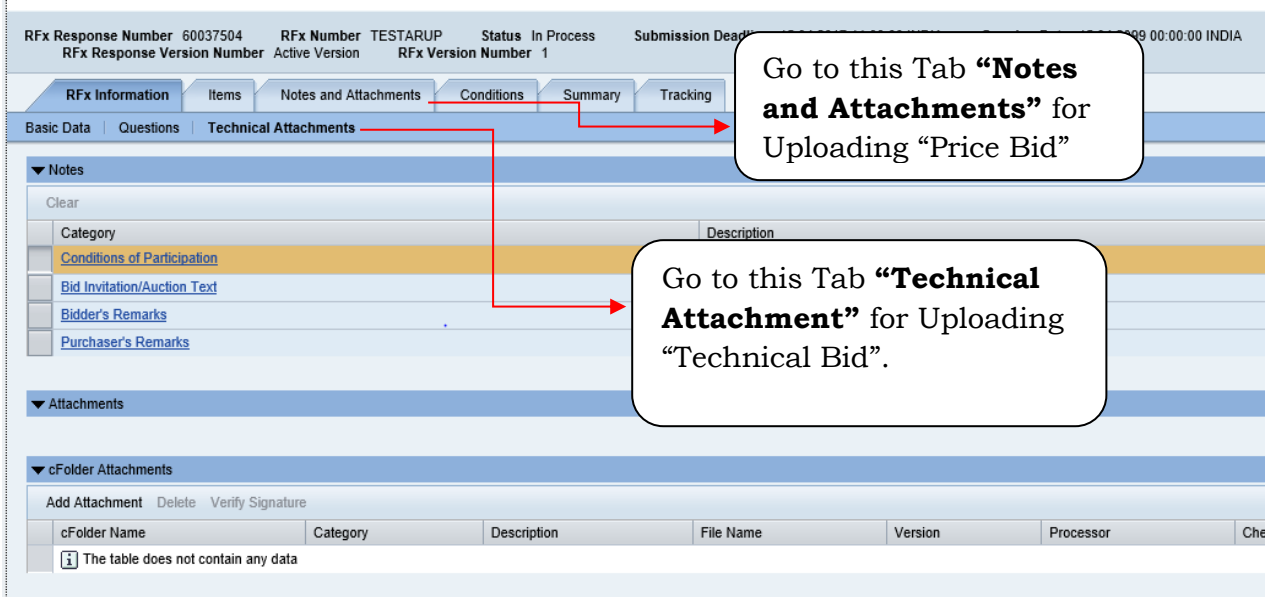 RFx Response Number 60037504 RFx Number TESTARUP Status In Process Submission Deadline 00:00:00 INDIA
RFx Response Version Number Active Version RFx Version Number 1
RFx Information Items Notes and Attachments Conditions Summary Tracking
Basic Data Questions Technical Attachments
Go to this Tab “Notes
and Attachments” for
Uploading “Price Bid”
Notes
Clear
Category Description
Conditions of Participation
Bid Invitation/Auction Text
Bidder's Remarks
Purchaser's Remarks
Go to this Tab “Technical
Attachment” for Uploading
“Technical Bid”.
Attachments
cFolder Attachments
Add Attachment Delete Verify Signature
cFolder Name Category Description File Name Version Processor Che
The table does not contain any data